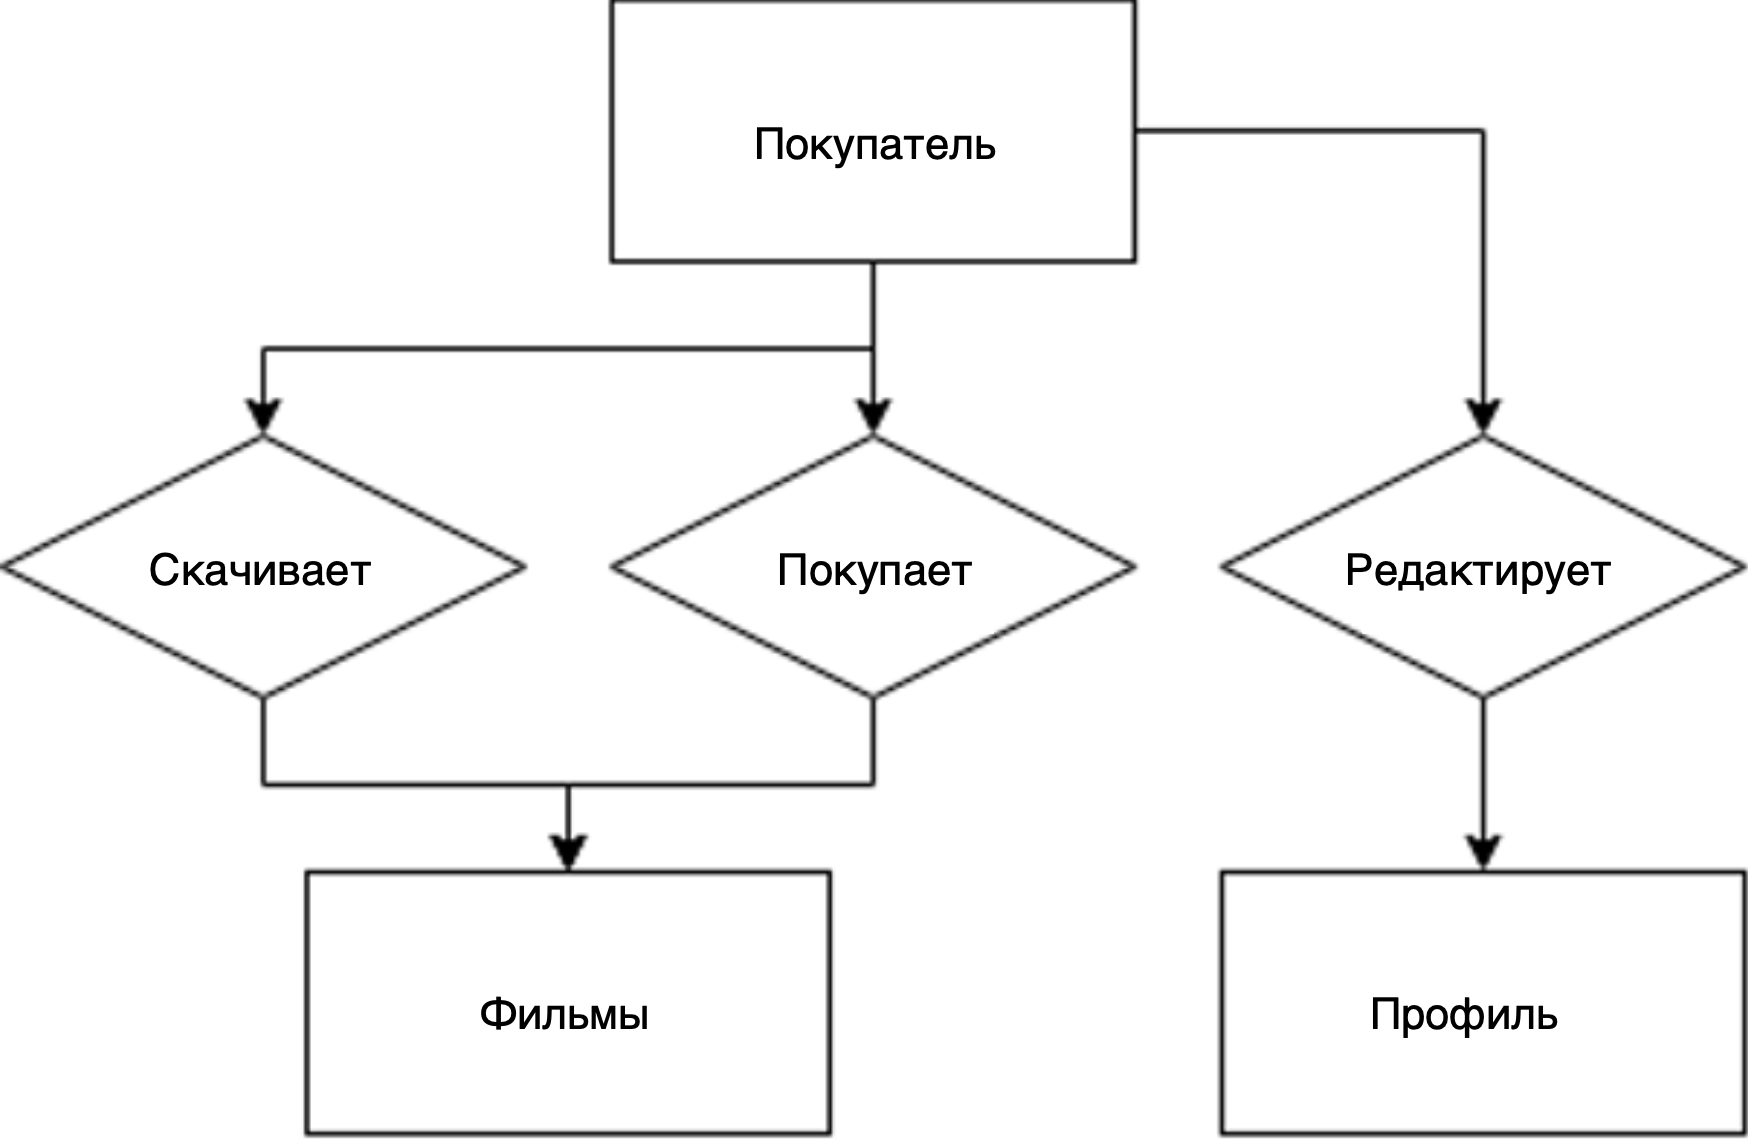 Покупатель
Скачивает
Покупает
Редактирует
Фильмы
Профиль